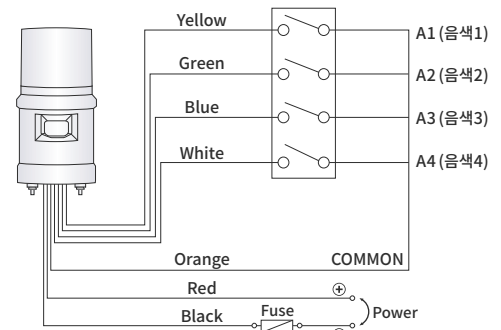 Yellow
A1 (음색1)
Green
A2 (음색2)
Blue
A3 (음색3)
White
A4 (음색4)
Orange
COMMON
Red
⊕
Black
Fuse
Power